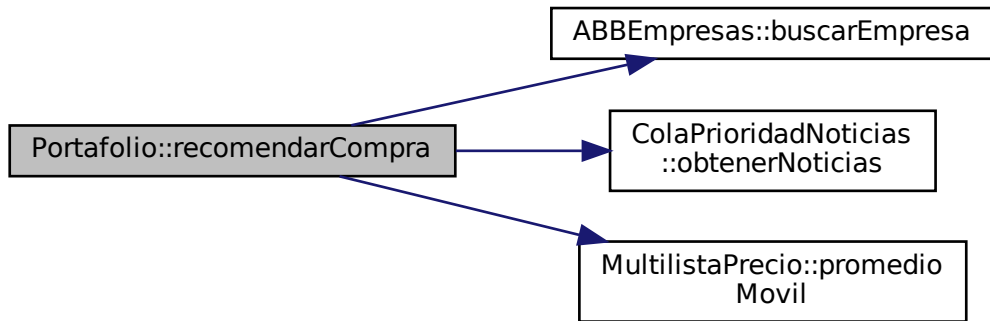 ABBEmpresas::buscarEmpresa
Portafolio::recomendarCompra
ColaPrioridadNoticias
::obtenerNoticias
MultilistaPrecio::promedio
Movil